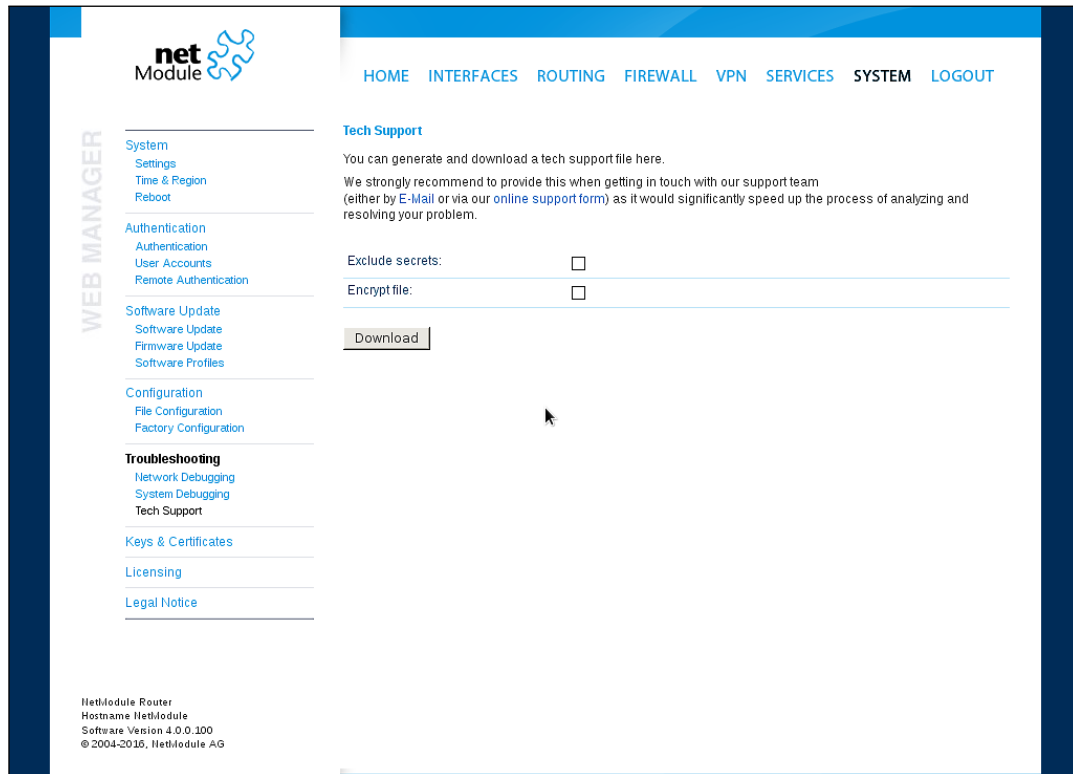 net
Module
HOME INTERFACES ROUTING FIREWALL VPN SERVICES SYSTEM LOGOUT
WEB MANAGER
System
Settings
Time & Region
Reboot
Authentication
Authentication
User Accounts
Remote Authentication
Software Update
Software Update
Firmware Update
Software Profiles
Configuration
File Configuration
Factory Configuration
Troubleshooting
Network Debugging
System Debugging
Tech Support
Keys & Certificates
Licensing
Legal Notice
Tech Support
You can generate and download a tech support file here.
We strongly recommend to provide this when getting in touch with our support team
(either by E-Mail or via our online support form) as it would significantly speed up the process of analyzing and
resolving your problem.
Exclude secrets:
Encrypt file:
Download
NetModule Router
Hostname NetModule
Software Version 4.0.0.100
© 2004-2016, NetModule AG